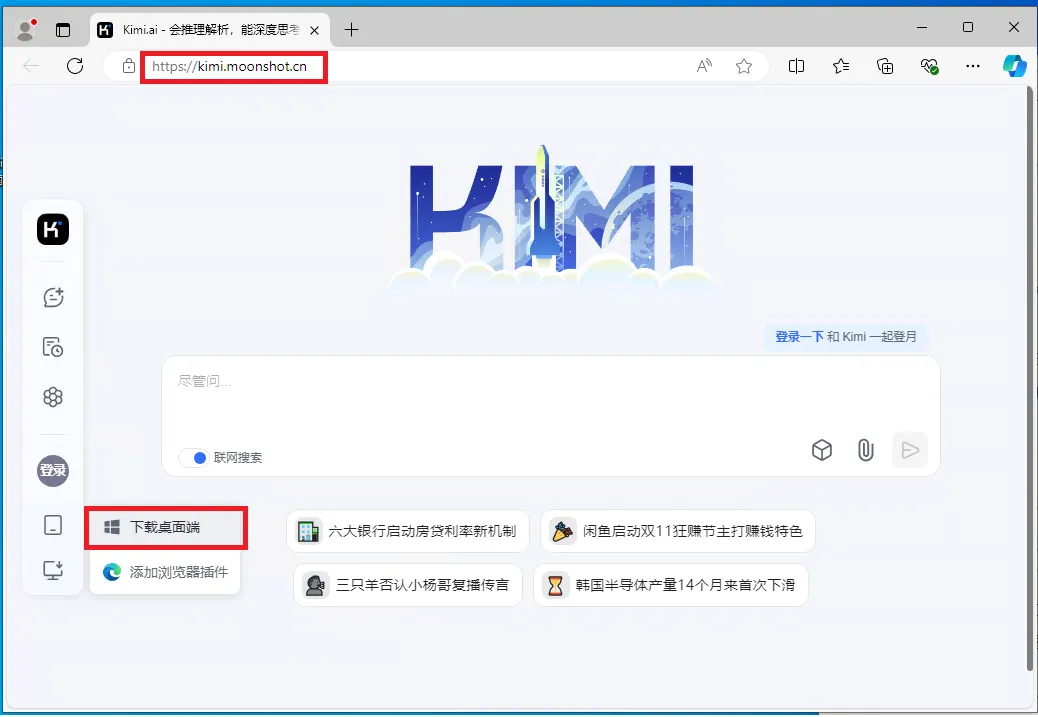 Kimi.ai - 会推理解析，能深度思考
https://kimi.moonshot.cn
KIMI
登录一下 和 Kimi 一起登月
尽管问...
联网搜索
登录
下载桌面端
添加浏览器插件
六大银行启动房贷利率新机制
闲鱼启动双11狂赚节主打赚钱特色
三只羊否认小杨哥复播传言
韩国半导体产量14个月来首次下滑